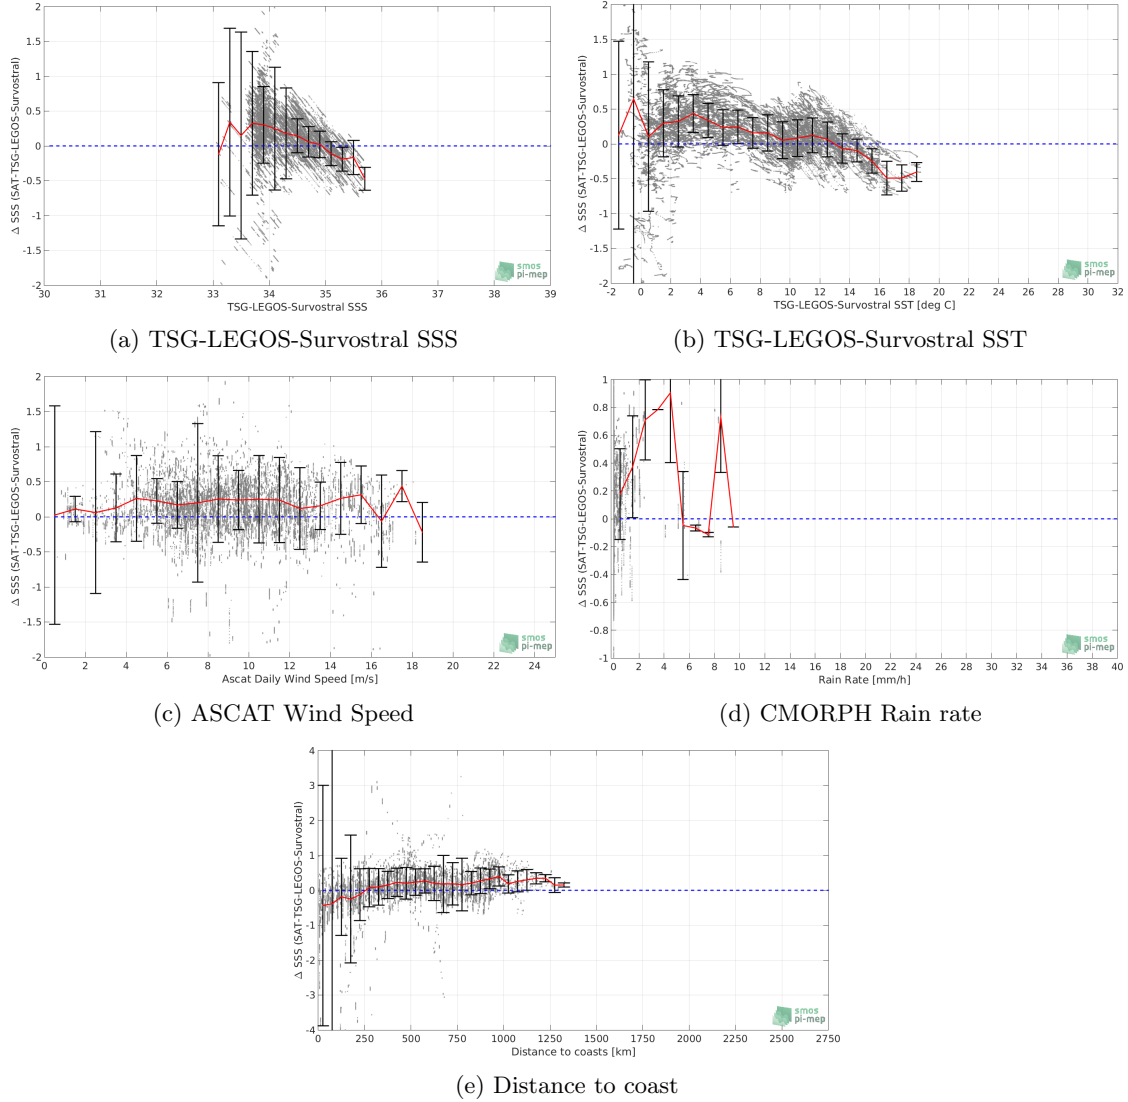 2
1.5
1
0.5
0
-0.5
-1
-1.5
-2
Δ SSS (SAT-TSG-LEGOS-Survostral)
30 31 32 33 34 35 36 37 38 39
TSG-LEGOS-Survostral SSS
smos
pi-mep
(a) TSG-LEGOS-Survostral SSS
2
1.5
1
0.5
0
-0.5
-1
-1.5
-2
Δ SSS (SAT-TSG-LEGOS-Survostral)
-2 0 2 4 6 8 10 12 14 16 18 20 22 24 26 28 30 32
TSG-LEGOS-Survostral SST [deg C]
smos
pi-mep
(b) TSG-LEGOS-Survostral SST
2
1.5
1
0.5
0
-0.5
-1
-1.5
-2
Δ SSS (SAT-TSG-LEGOS-Survostral)
0 2 4 6 8 10 12 14 16 18 20 22 24
Ascat Daily Wind Speed [m/s]
smos
pi-mep
(c) ASCAT Wind Speed
1
0.8
0.6
0.4
0.2
0
-0.2
-0.4
-0.6
-0.8
-1
Δ SSS (SAT-TSG-LEGOS-Survostral)
0 2 4 6 8 10 12 14 16 18 20 22 24 26 28 30 32 34 36 38 40
Rain Rate [mm/h]
smos
pi-mep
(d) CMORPH Rain rate
4
3
2
1
0
-1
-2
-3
-4
Δ SSS (SAT-TSG-LEGOS-Survostral)
0 250 500 750 1000 1250 1500 1750 2000 2250 2500 2750
Distance to coasts [km]
smos
pi-mep
(e) Distance to coast